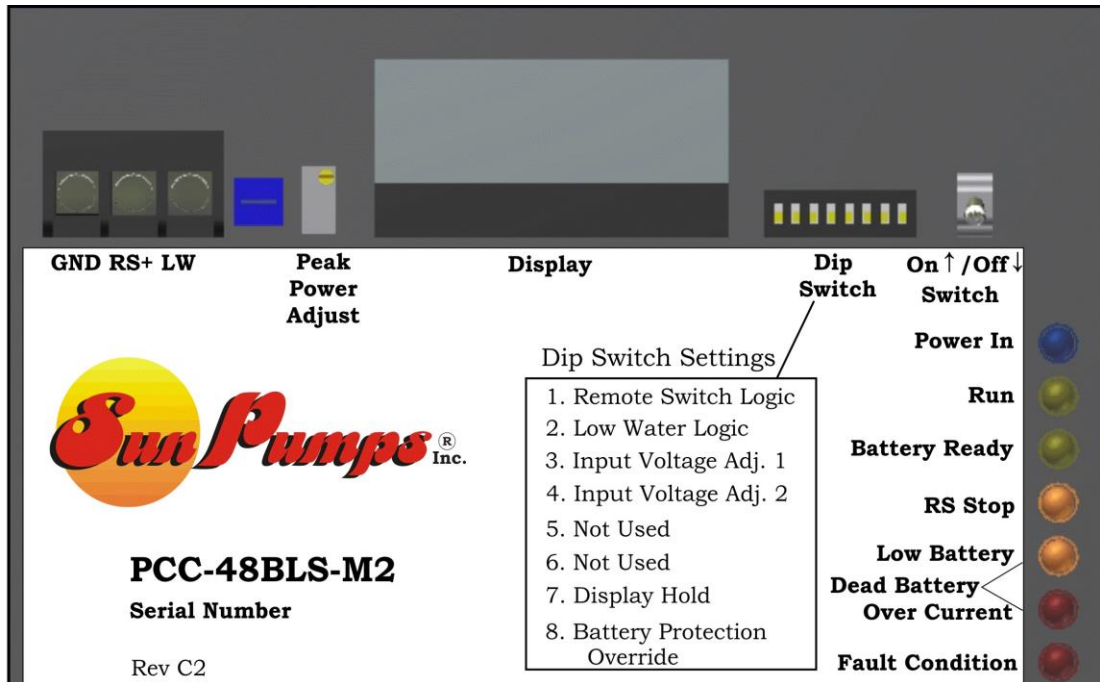 GND RS+ LW
Peak
Power
Adjust
Display
Dip
Switch
On ↑ /Off ↓
Switch
Power In
Run
Battery Ready
RS Stop
Low Battery
Dead Battery
Over Current
Fault Condition
Dip Switch Settings
1. Remote Switch Logic
2. Low Water Logic
3. Input Voltage Adj. 1
4. Input Voltage Adj. 2
5. Not Used
6. Not Used
7. Display Hold
8. Battery Protection
Override
Sun Pumps ® Inc.
PCC-48BLS-M2
Serial Number
Rev C2